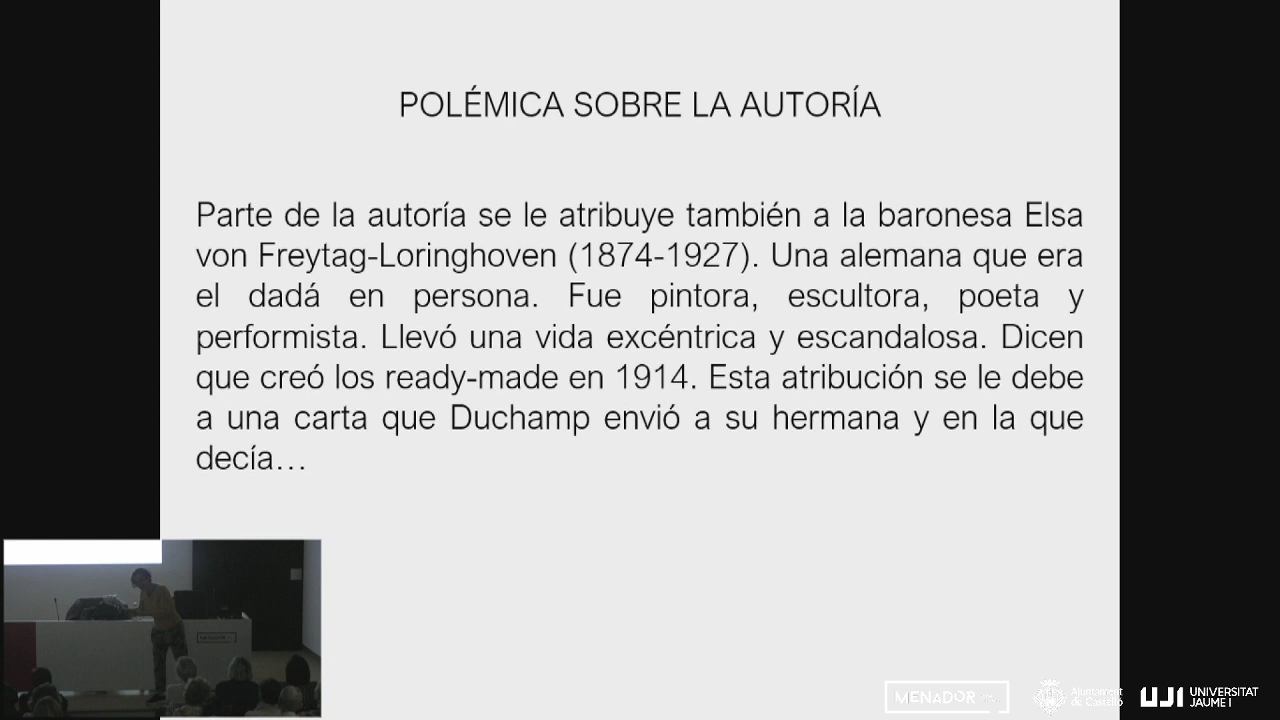 POLÉMICA SOBRE LA AUTORÍA
Parte de la autoría se le atribuye también a la baronesa Elsa
von Freytag-Loringhoven (1874-1927). Una alemana que era
el dadá en persona. Fue pintora, escultora, poeta y
performista. Llevó una vida excéntrica y escandalosa. Dicen
que creó los ready-made en 1914. Esta atribución se le debe
a una carta que Duchamp envió a su hermana y en la que
decía...
MENADOR
Ajuntament
de Castelló
UJI UNIVERSITAT
JAUME I